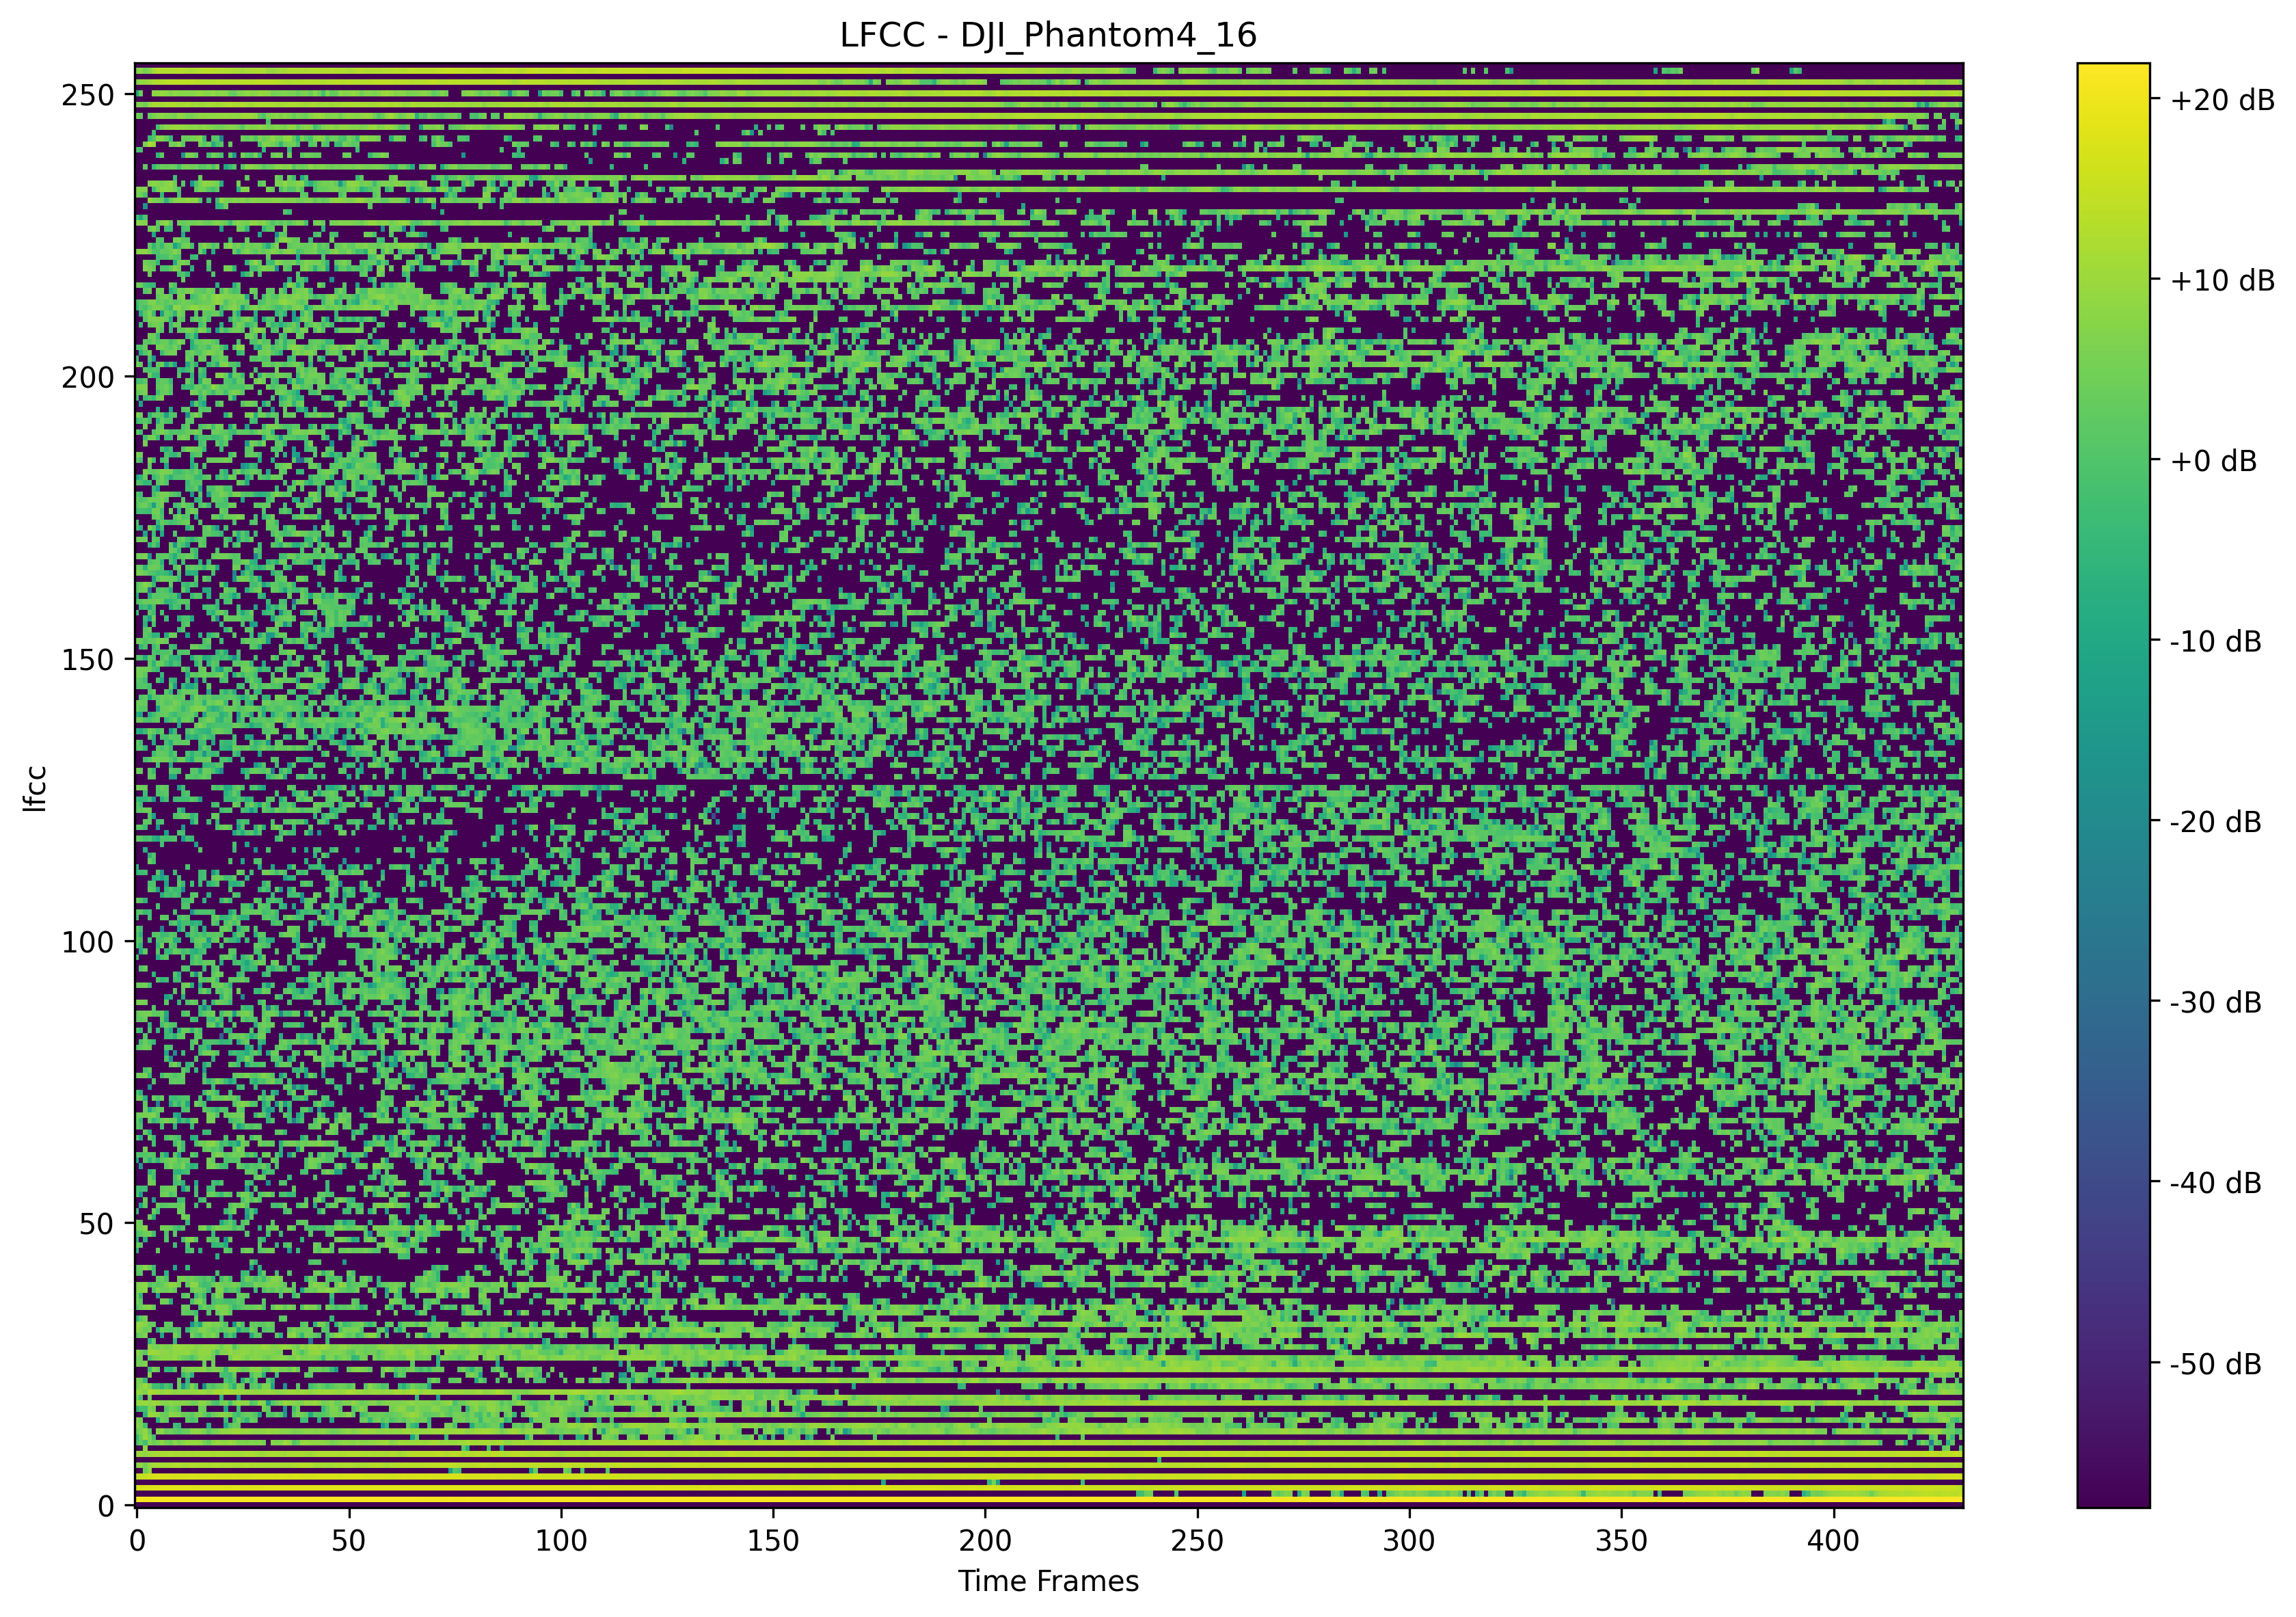 LFCC - DJI_Phantom4_16
250
200
150
100
50
0
lfcc
0 50 100 150 200 250 300 350 400
Time Frames
+20 dB
+10 dB
+0 dB
-10 dB
-20 dB
-30 dB
-40 dB
-50 dB